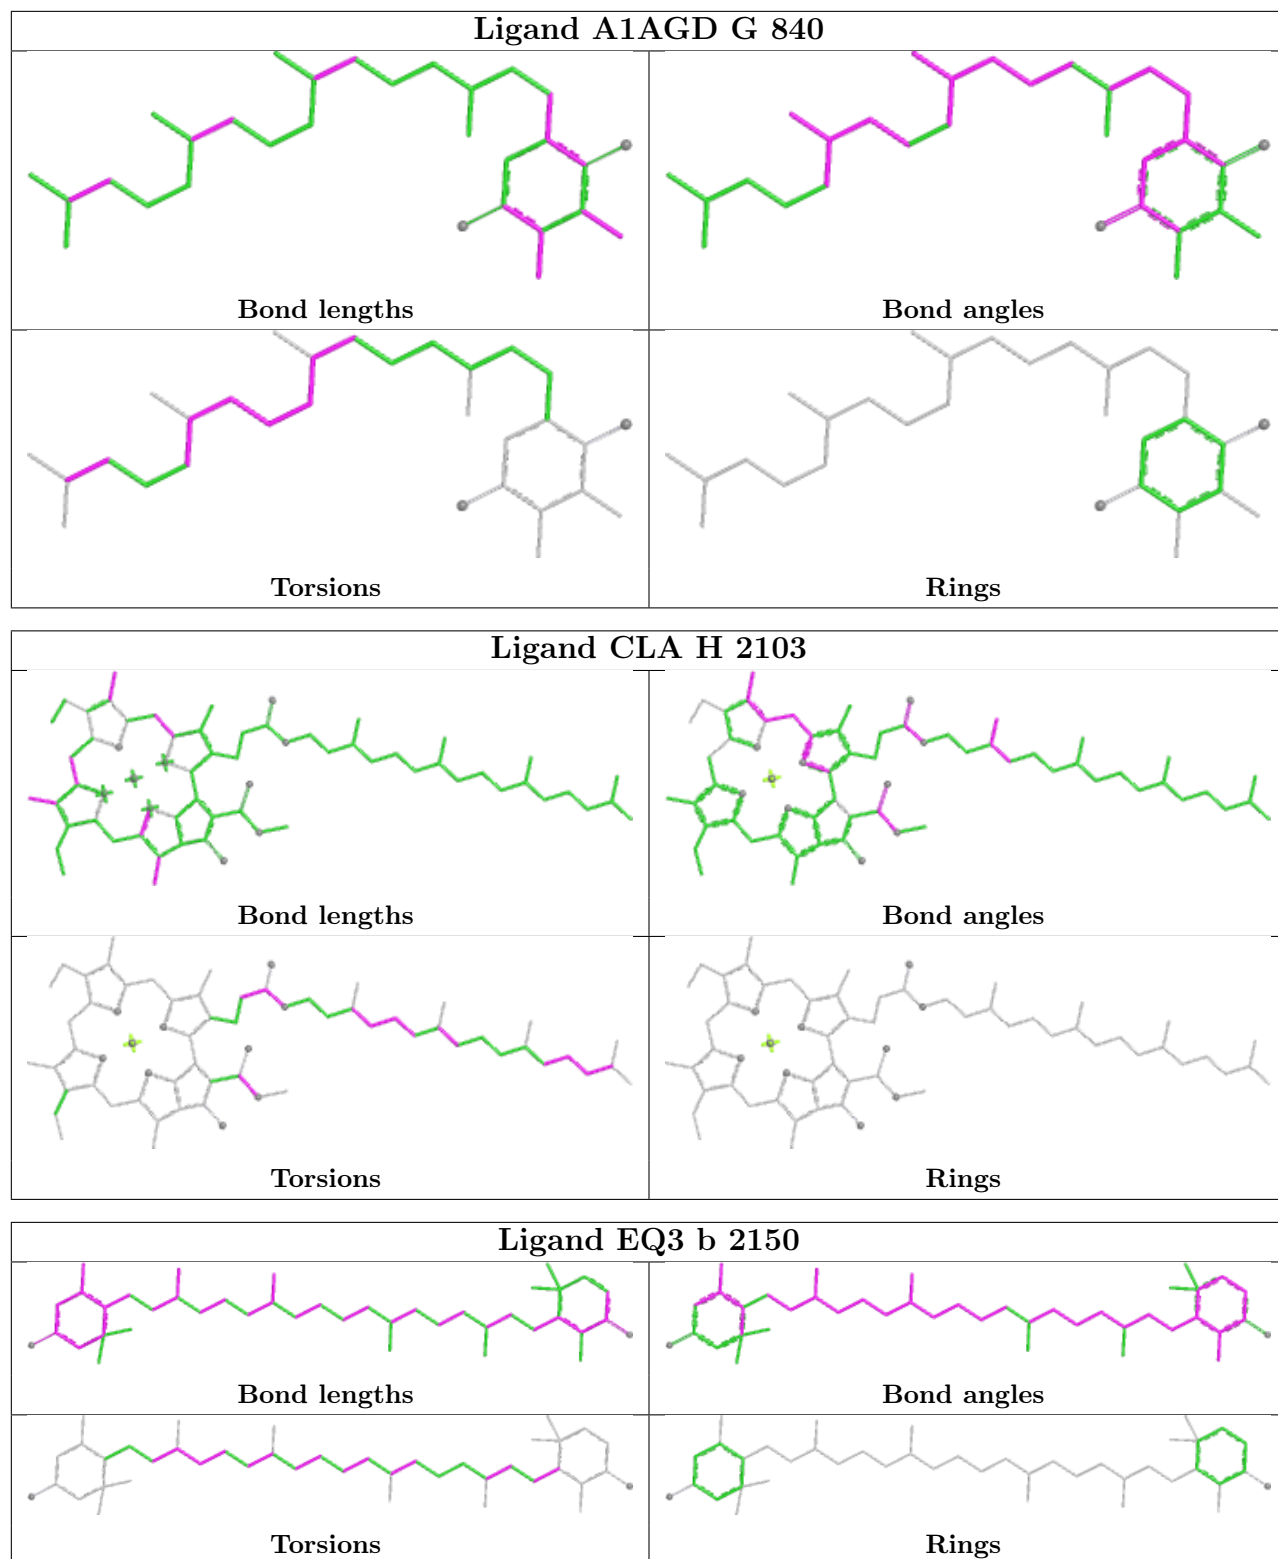 Ligand A1AGD G 840
Bond lengths
Bond angles
Torsions
Rings
Ligand CLA H 2103
Bond lengths
Bond angles
Torsions
Rings
Ligand EQ3 b 2150
Bond lengths
Bond angles
Torsions
Rings